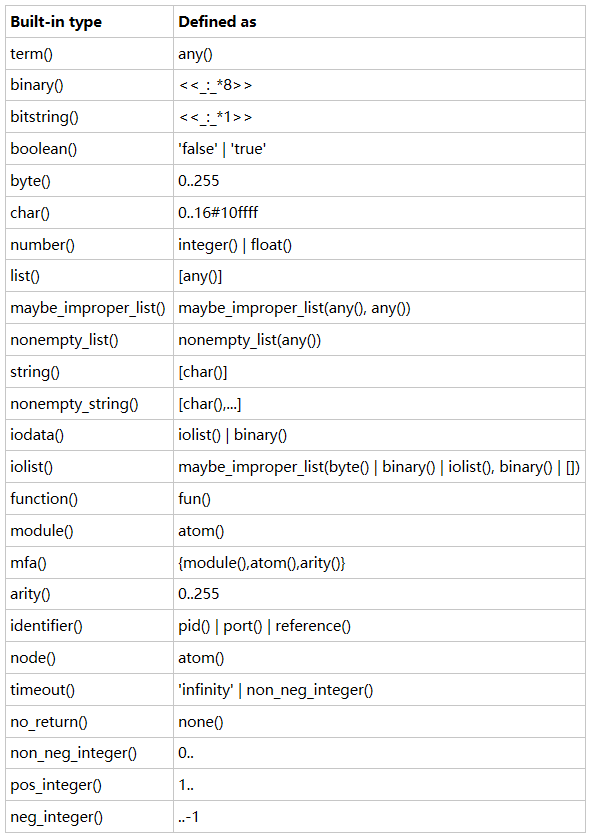 Built-in type Defined as
term() any()
binary() <<_:_*8>>
bitstring() <<_:_*1>>
boolean() 'false' | 'true'
byte() 0..255
char() 0..16#10ffff
number() integer() | float()
list() [any()]
maybe_improper_list() maybe_improper_list(any(), any())
nonempty_list() nonempty_list(any())
string() [char()]
nonempty_string() [char(),...]
iodata() iolist() | binary()
iolist() maybe_improper_list(byte() | binary() | iolist(), binary() | [])
function() fun()
module() atom()
mfa() {module(),atom(),arity()}
arity() 0..255
identifier() pid() | port() | reference()
node() atom()
timeout() 'infinity' | non_neg_integer()
no_return() none()
non_neg_integer() 0..
pos_integer() 1..
neg_integer() ..-1